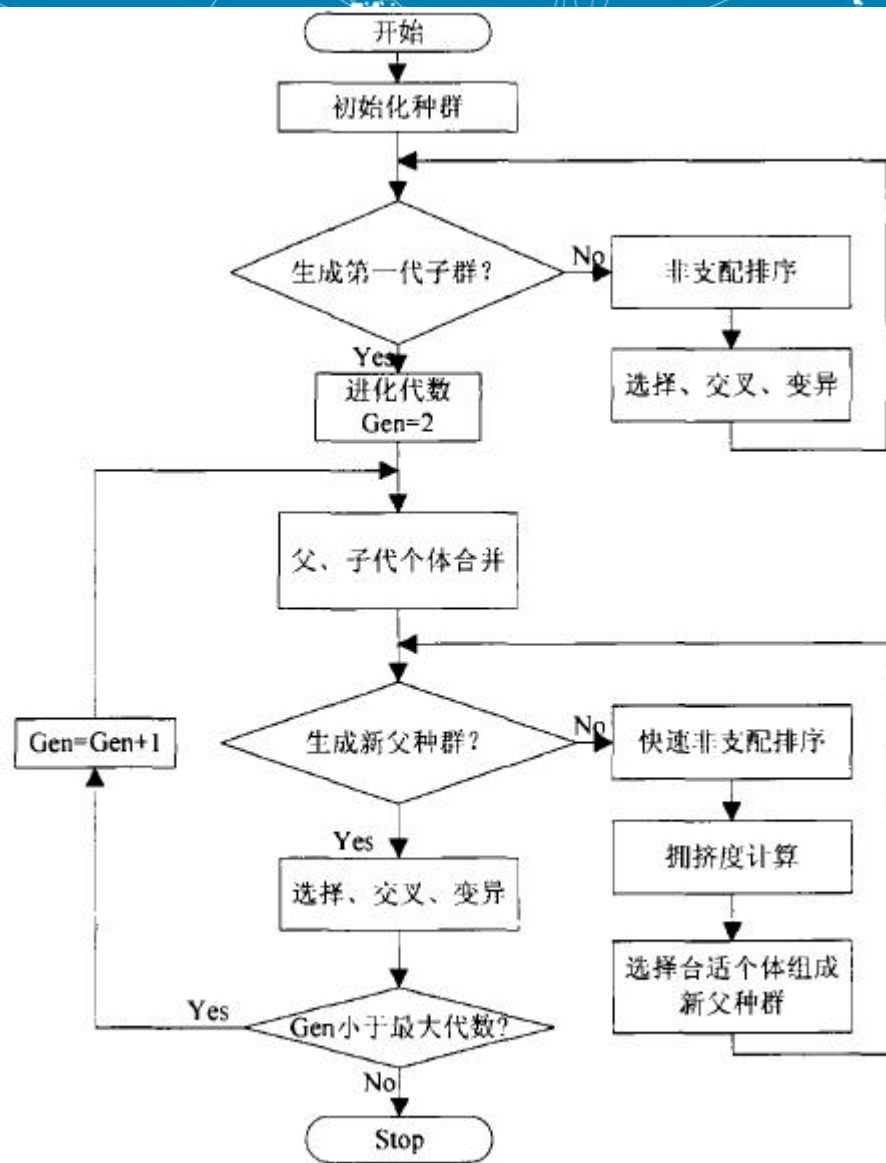 开始
初始化种群
生成第一代子群?
No
非支配排序
选择、交叉、变异
Yes
进化代数
Gen=2
父、子代个体合并
生成新父种群?
No
快速非支配排序
拥挤度计算
选择台适个体组成
新父种群
Yes
选择、交叉、变异
Gen小于最大代数?
Yes
Gen=Gen+1
No
Stop